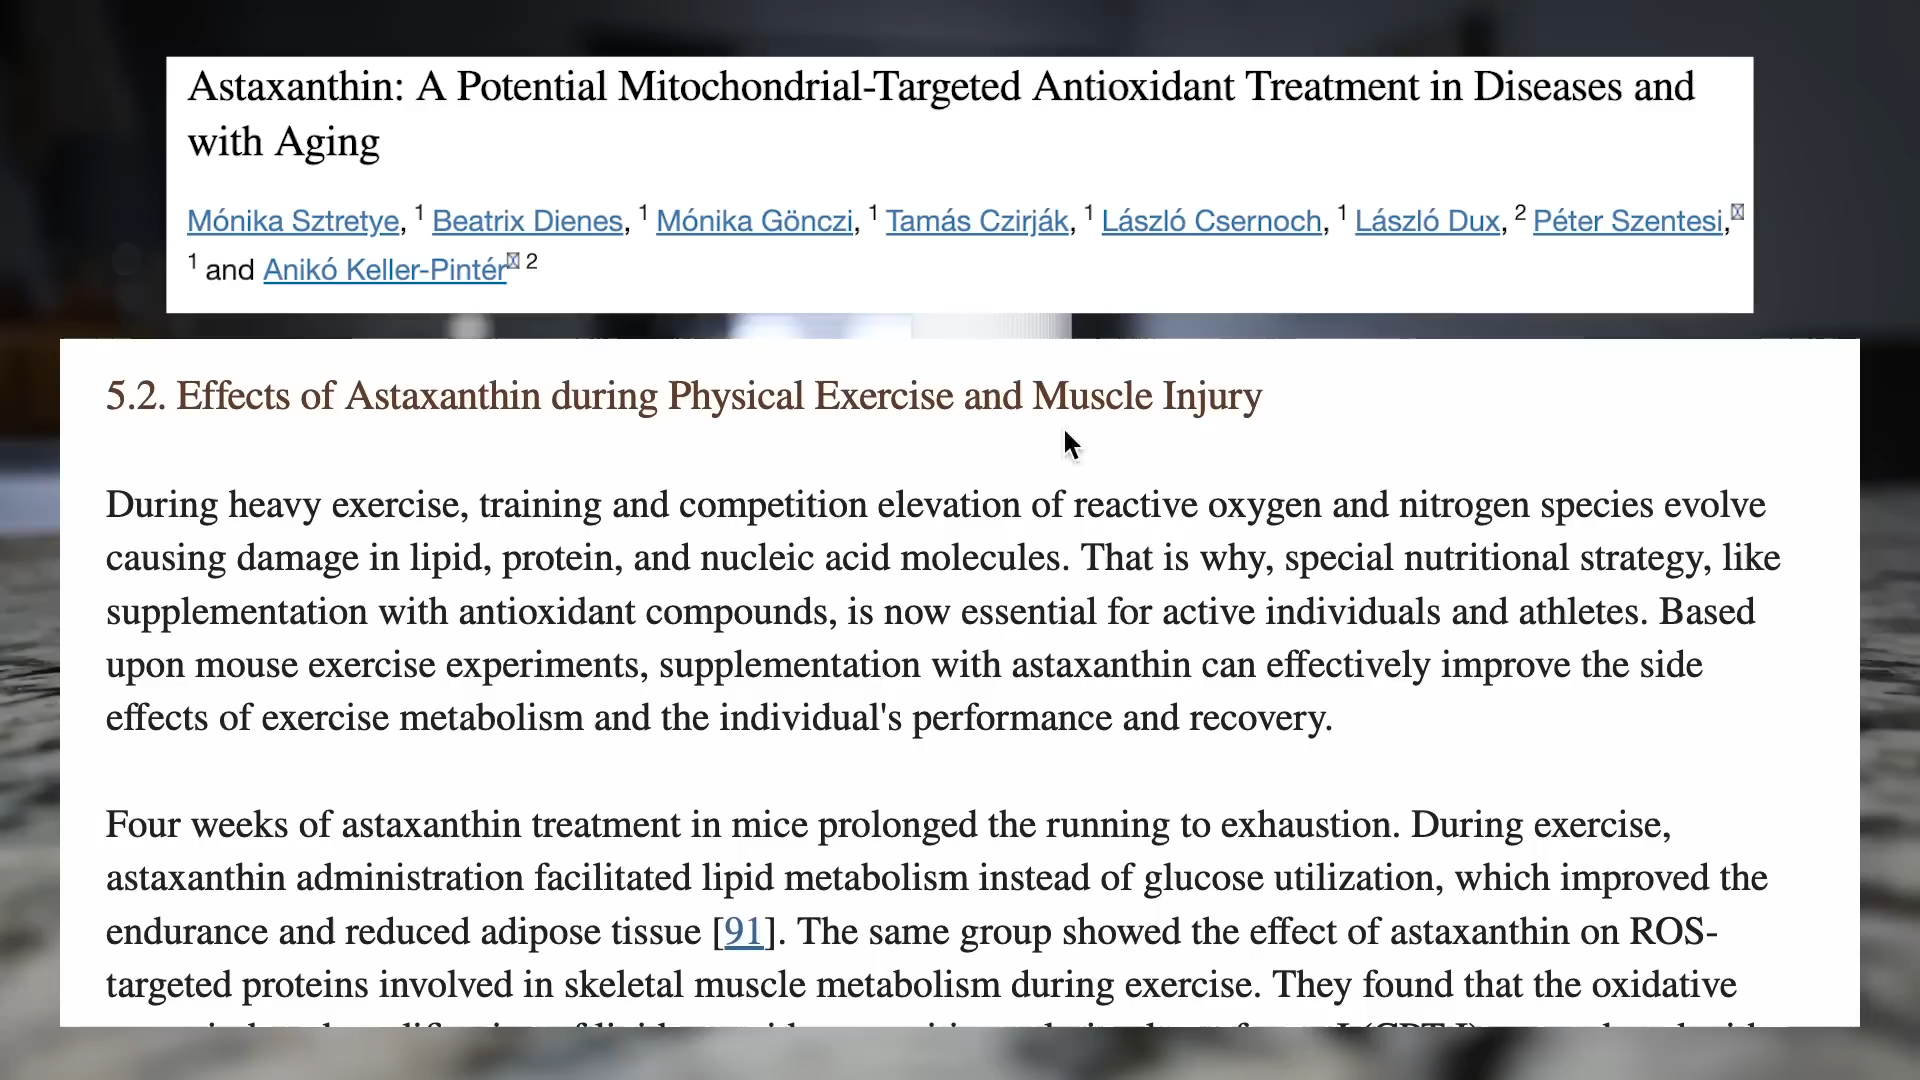 Astaxanthin: A Potential Mitochondrial-Targeted Antioxidant Treatment in Diseases and
with Aging
Mónika Sztretye, 1 Beatrix Dienes, 1 Mónika Gönczi, 1 Tamás Czirják, 1 László Csernoch, 1 László Dux, 2 Péter Szentesi,
1 and Anikó Keller-Pintér 2
5.2. Effects of Astaxanthin during Physical Exercise and Muscle Injury
During heavy exercise, training and competition elevation of reactive oxygen and nitrogen species evolve
causing damage in lipid, protein, and nucleic acid molecules. That is why, special nutritional strategy, like
supplementation with antioxidant compounds, is now essential for active individuals and athletes. Based
upon mouse exercise experiments, supplementation with astaxanthin can effectively improve the side
effects of exercise metabolism and the individual's performance and recovery.
Four weeks of astaxanthin treatment in mice prolonged the running to exhaustion. During exercise,
astaxanthin administration facilitated lipid metabolism instead of glucose utilization, which improved the
endurance and reduced adipose tissue [91]. The same group showed the effect of astaxanthin on ROS-
targeted proteins involved in skeletal muscle metabolism during exercise. They found that the oxidative